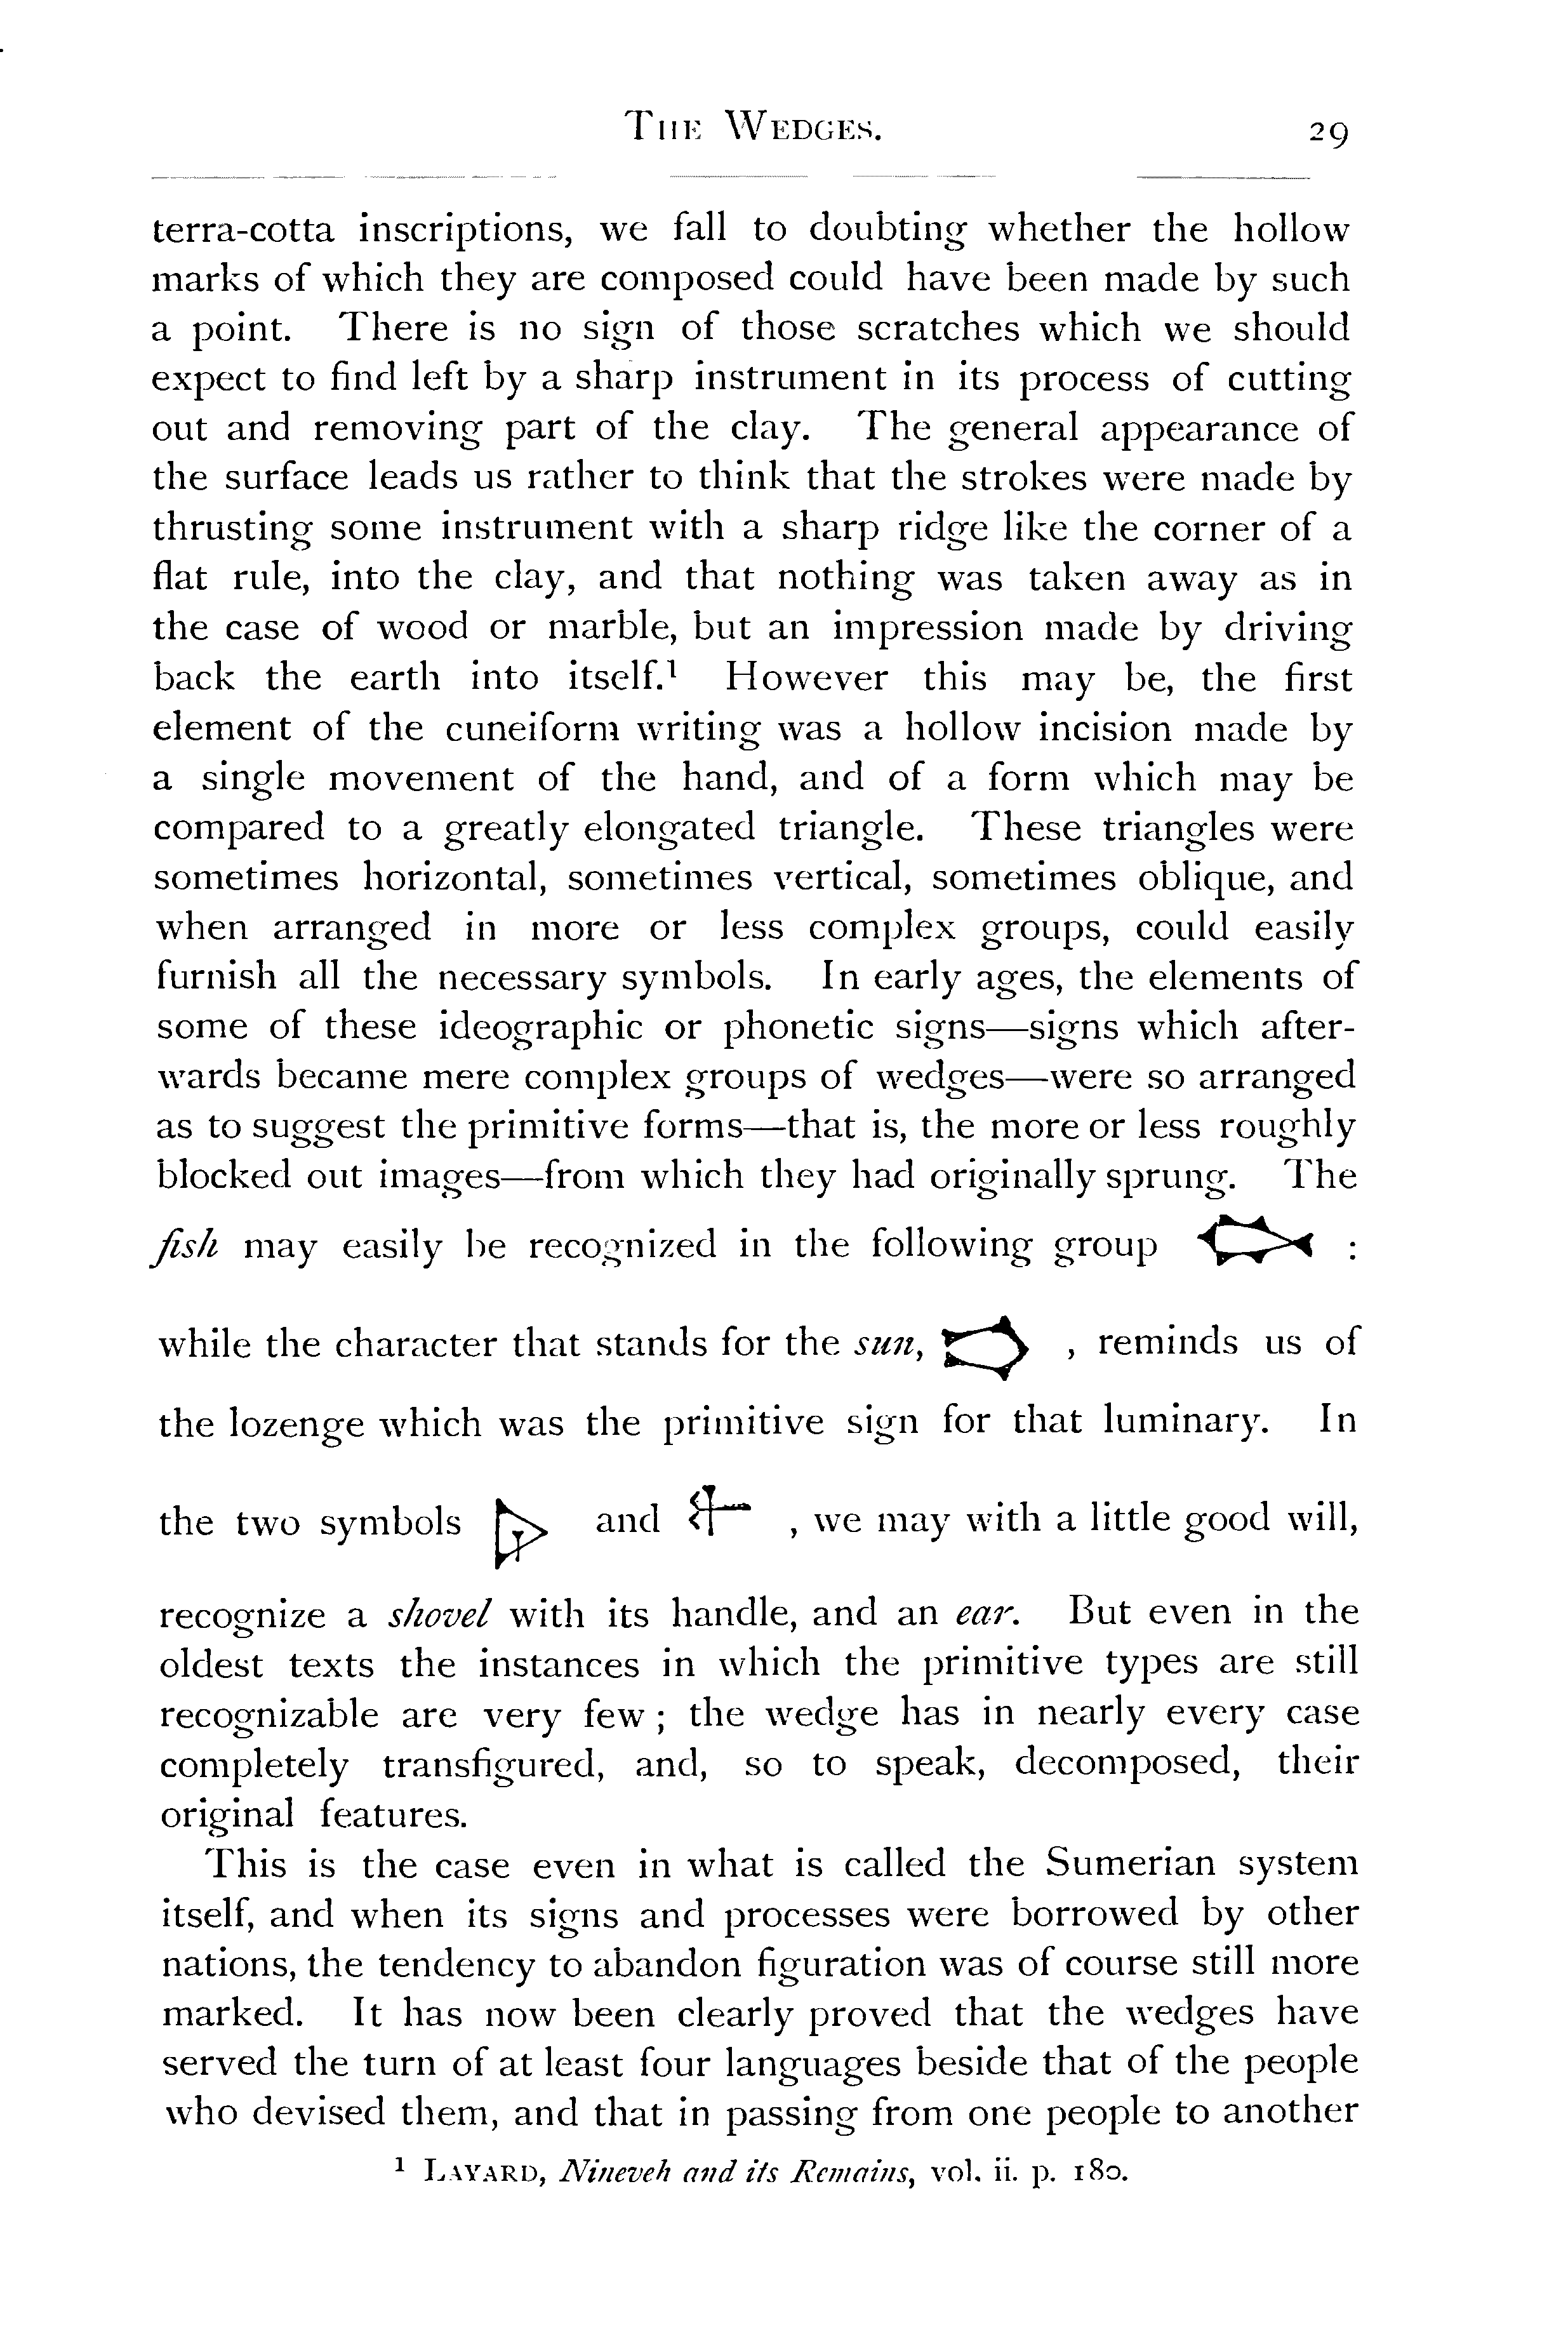 THE WEDGES. 29
terra-cotta inscriptions, we fall to doubting whether the hollow
marks of which they are composed could have been made by such
a point. There is no sign of those scratches which we should
expect to find left by a sharp instrument in its process of cutting
out and removing part of the clay. The general appearance of
the surface leads us rather to think that the strokes were made by
thrusting some instrument with a sharp ridge like the corner of a
flat rule, into the clay, and that nothing was taken away as in
the case of wood or marble, but an impression made by driving
back the earth into itself.¹ However this may be, the first
element of the cuneiform writing was a hollow incision made by
a single movement of the hand, and of a form which may be
compared to a greatly elongated triangle. These triangles were
sometimes horizontal, sometimes vertical, sometimes oblique, and
when arranged in more or less complex groups, could easily
furnish all the necessary symbols. In early ages, the elements of
some of these ideographic or phonetic signs—signs which after-
wards became mere complex groups of wedges—were so arranged
as to suggest the primitive forms—that is, the more or less roughly
blocked out images—from which they had originally sprung. The
fish may easily be recognized in the following group :
while the character that stands for the sun, , reminds us of
the lozenge which was the primitive sign for that luminary. In
the two symbols and , we may with a little good will,
recognize a shovel with its handle, and an ear. But even in the
oldest texts the instances in which the primitive types are still
recognizable are very few ; the wedge has in nearly every case
completely transfigured, and, so to speak, decomposed, their
original features.
This is the case even in what is called the Sumerian system
itself, and when its signs and processes were borrowed by other
nations, the tendency to abandon figuration was of course still more
marked. It has now been clearly proved that the wedges have
served the turn of at least four languages beside that of the people
who devised them, and that in passing from one people to another
¹ LAYARD, Nineveh and its Remains, vol. ii. p. 180.